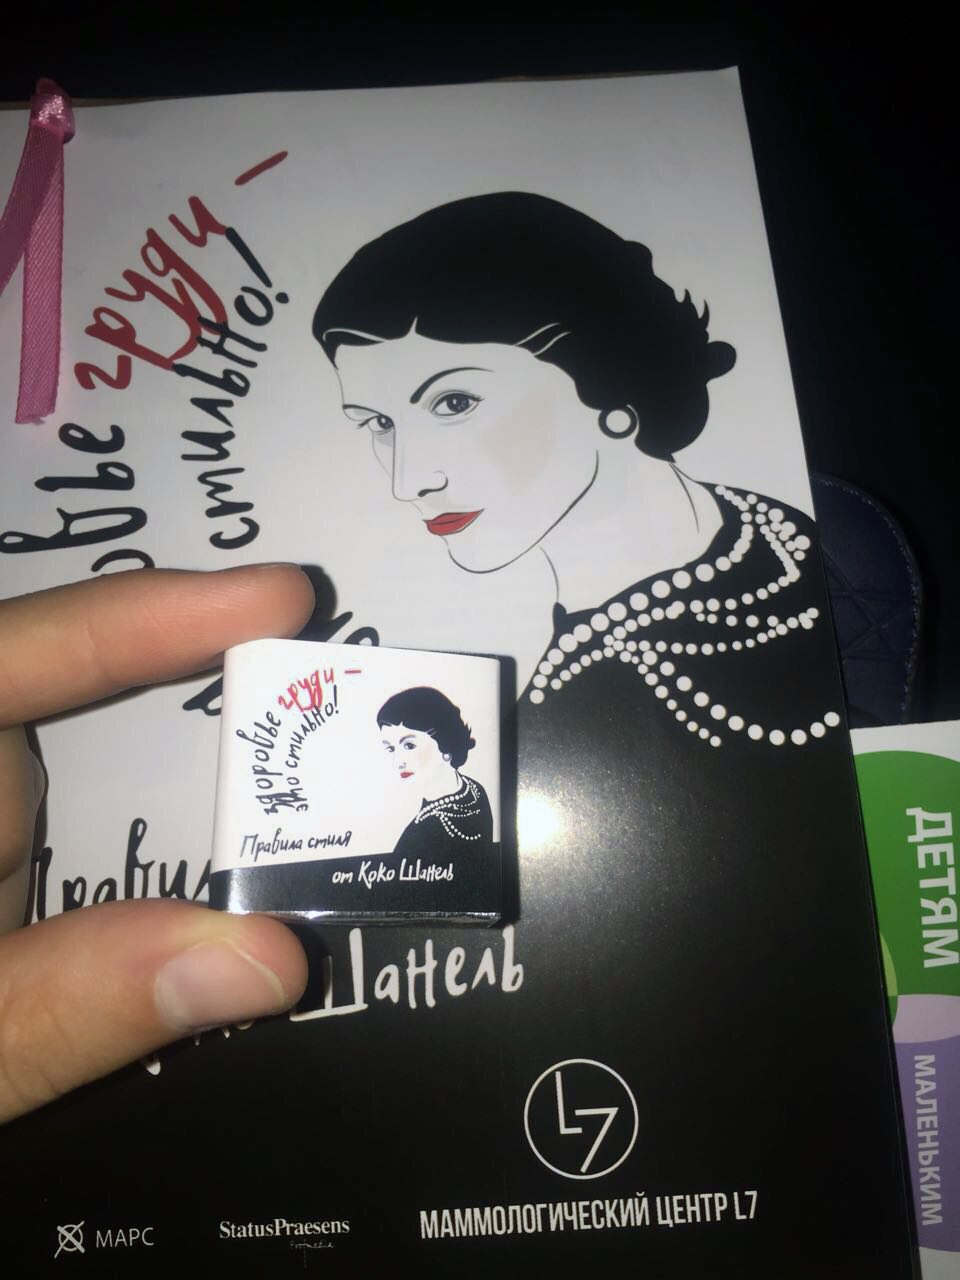 груди –
стильно!
Здоровье груди –
это стильно!
Правила стиля
от Коко Шанель
Шанель
L7
МАРС
StatusPraesens
МАММОЛОГИЧЕСКИЙ ЦЕНТР L7
ДЕТЯМ
МАЛЕНЬКИМ